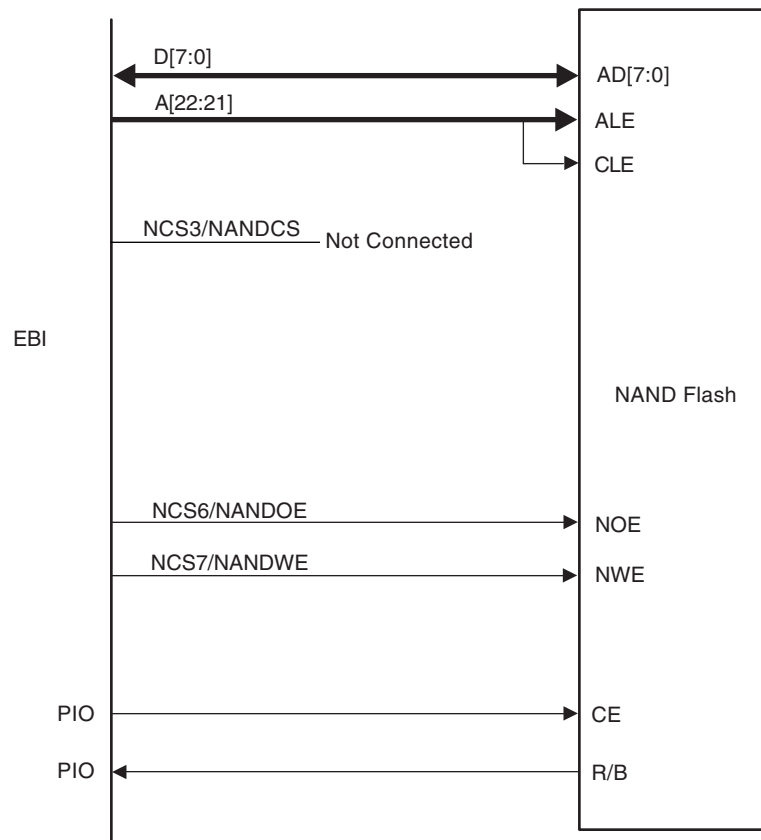 D[7:0]
AD[7:0]
A[22:21]
ALE
CLE
NCS3/NANDCS
Not Connected
EBI
NAND Flash
NCS6/NANDOE
NOE
NCS7/NANDWE
NWE
PIO
CE
PIO
R/B